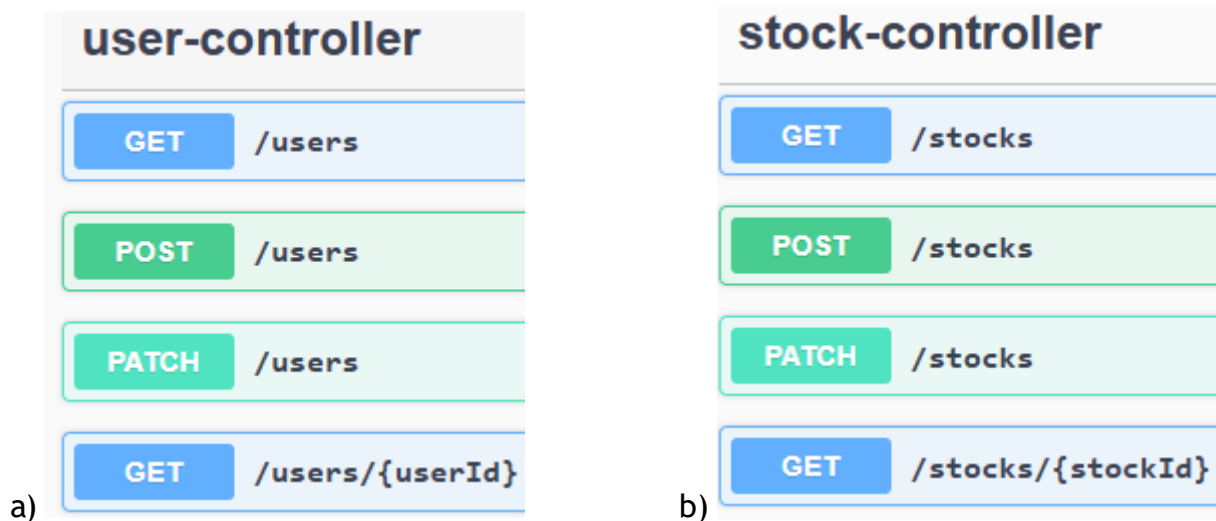 user-controller
GET /users
POST /users
PATCH /users
GET /users/{userId}
a)
stock-controller
GET /stocks
POST /stocks
PATCH /stocks
GET /stocks/{stockId}
b)